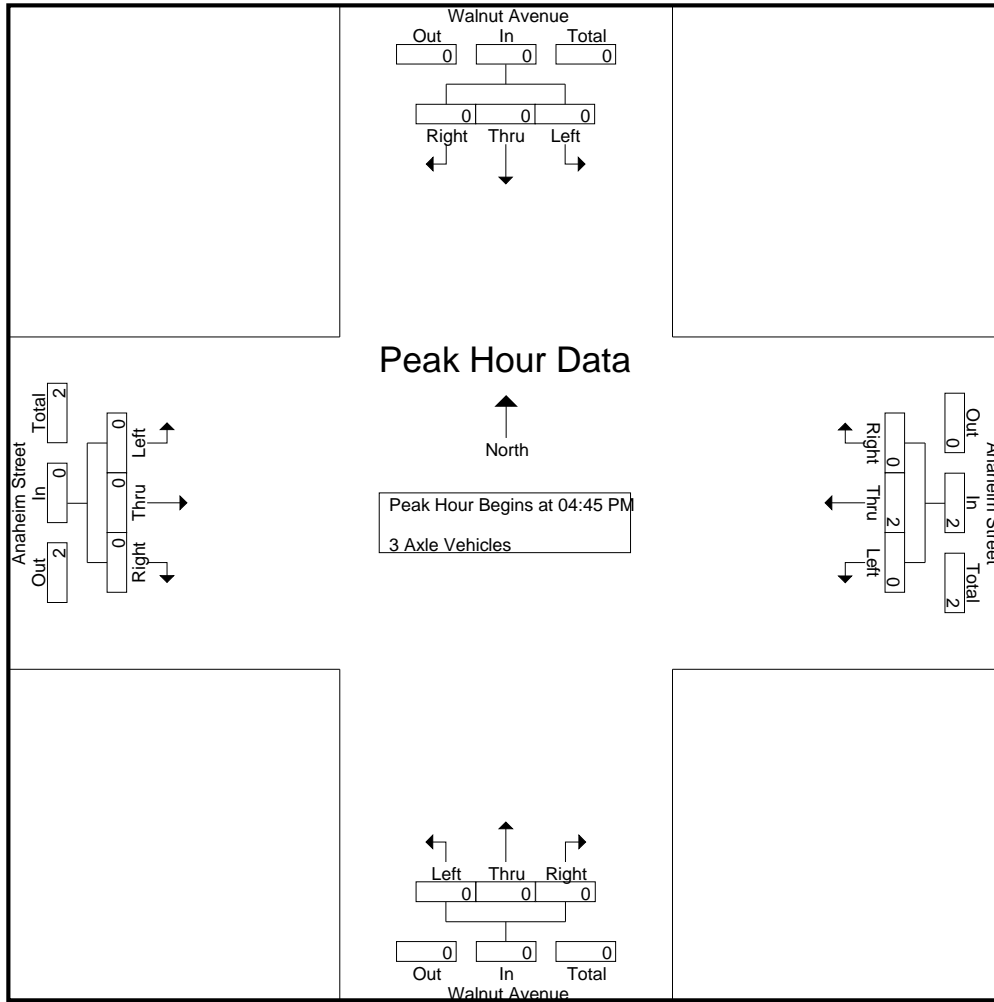 Walnut Avenue
Out In Total
0 0 0
0 0 0
Right Thru Left
Peak Hour Data
North
Peak Hour Begins at 04:45 PM
3 Axle Vehicles
Anaheim Street
Out In Total
2 0 2
0 0 0
Left Thru Right
Anaheim Street
Out In Total
0 2 2
0 2 0
Right Thru Left
Left Thru Right
0 0 0
0 0 0
Out In Total
Walnut Avenue